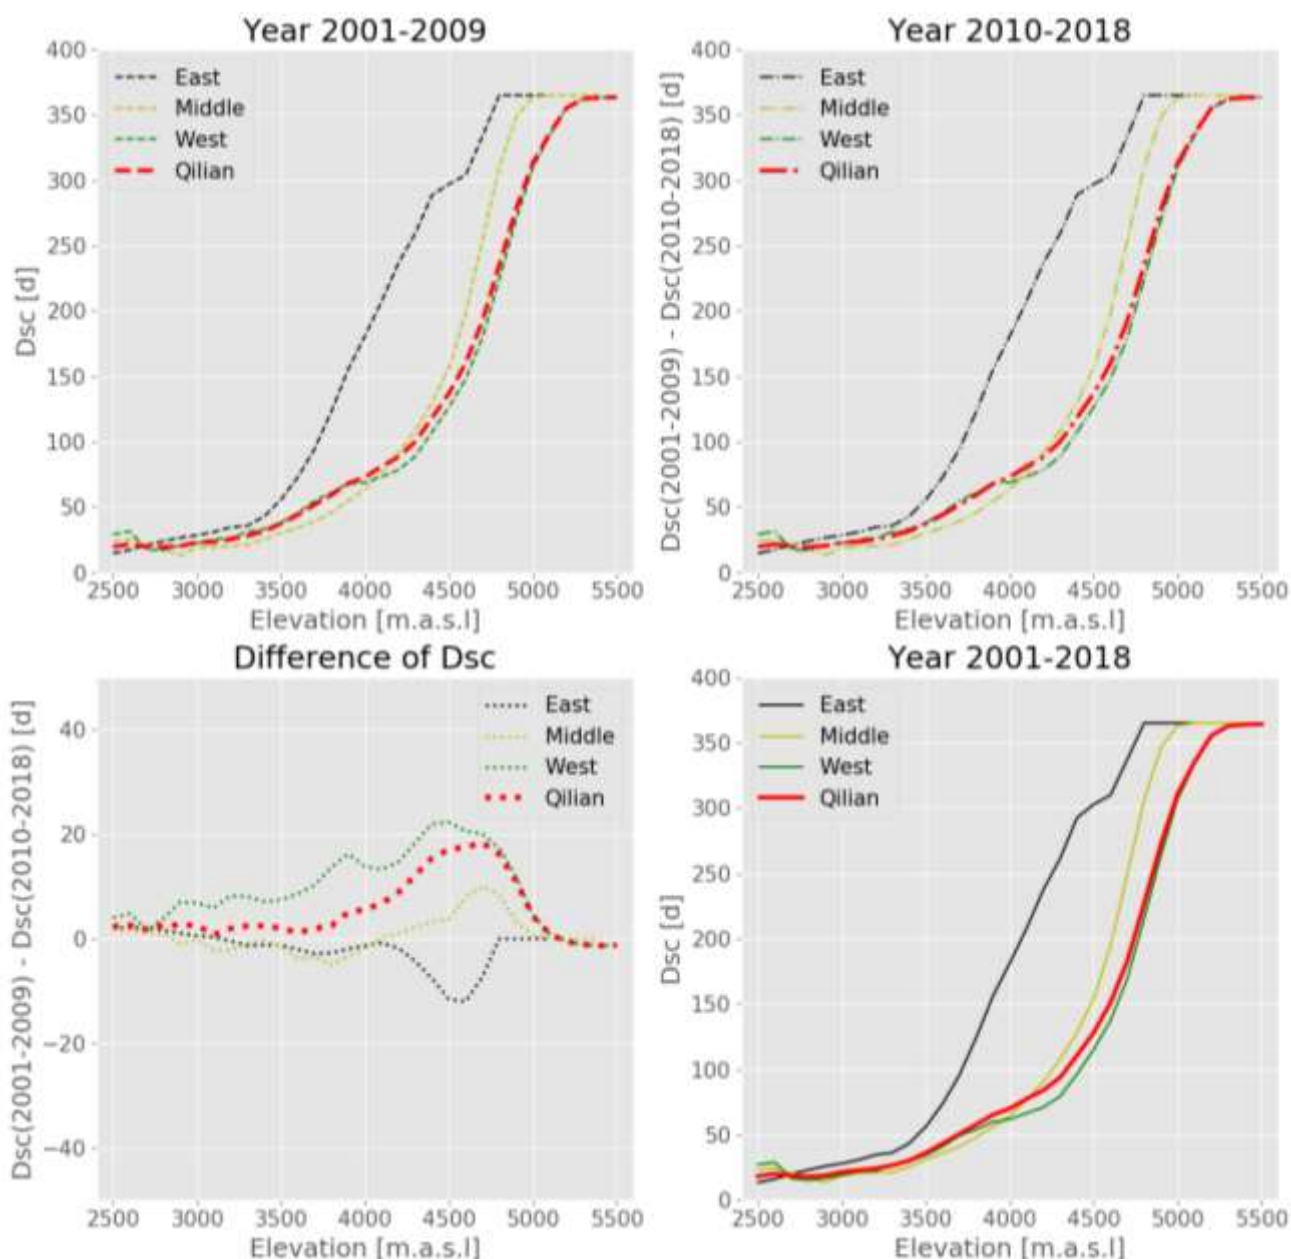 Year 2001-2009
400
350
300
250
200
150
100
50
0
Dsc [d]
East
Middle
West
Qilian
2500 3000 3500 4000 4500 5000 5500
Elevation [m.a.s.l]
Year 2010-2018
400
350
300
250
200
150
100
50
0
Dsc(2001-2009) - Dsc(2010-2018) [d]
East
Middle
West
Qilian
2500 3000 3500 4000 4500 5000 5500
Elevation [m.a.s.l]
Difference of Dsc
40
20
0
−20
−40
Dsc(2001-2009) - Dsc(2010-2018) [d]
East
Middle
West
Qilian
2500 3000 3500 4000 4500 5000 5500
Elevation [m.a.s.l]
Year 2001-2018
400
350
300
250
200
150
100
50
0
Dsc [d]
East
Middle
West
Qilian
2500 3000 3500 4000 4500 5000 5500
Elevation [m.a.s.l]